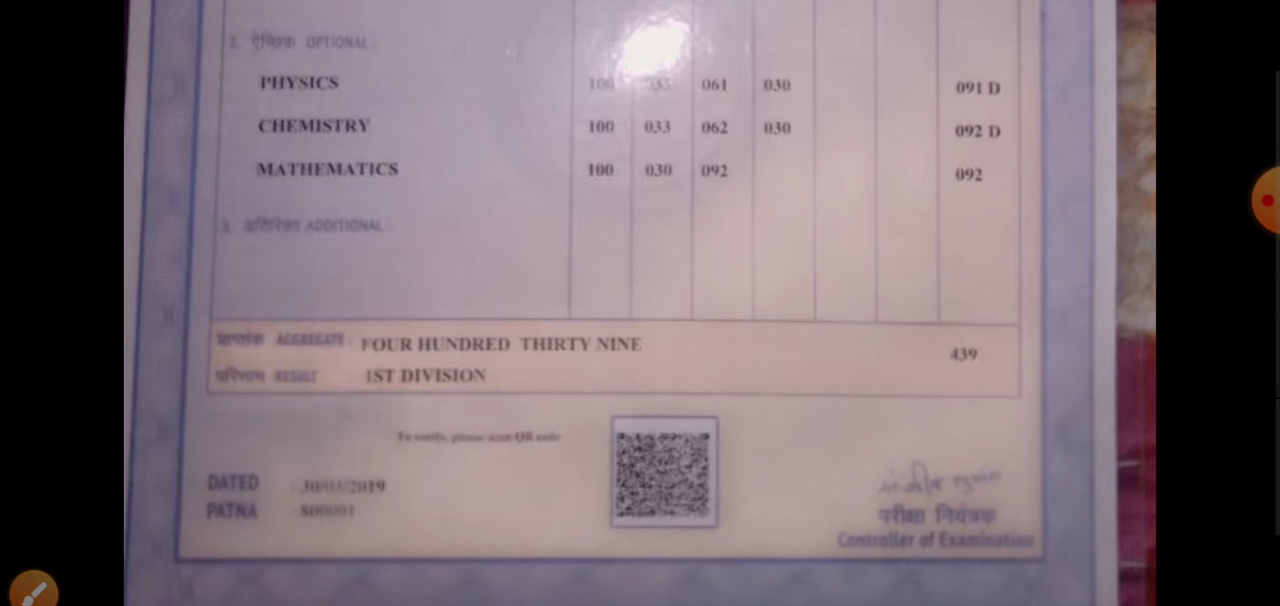 2. ऐच्छिक OPTIONAL :
PHYSICS 100 033 061 030 091 D
CHEMISTRY 100 033 062 030 092 D
MATHEMATICS 100 030 092 092
3. अतिरिक्त ADDITIONAL :
प्राप्तांक AGGREGATE : FOUR HUNDRED THIRTY NINE 439
परिणाम RESULT : 1ST DIVISION
To verify, please scan QR code
DATED 30/03/2019
PATNA
परीक्षा नियंत्रक
Controller of Examination